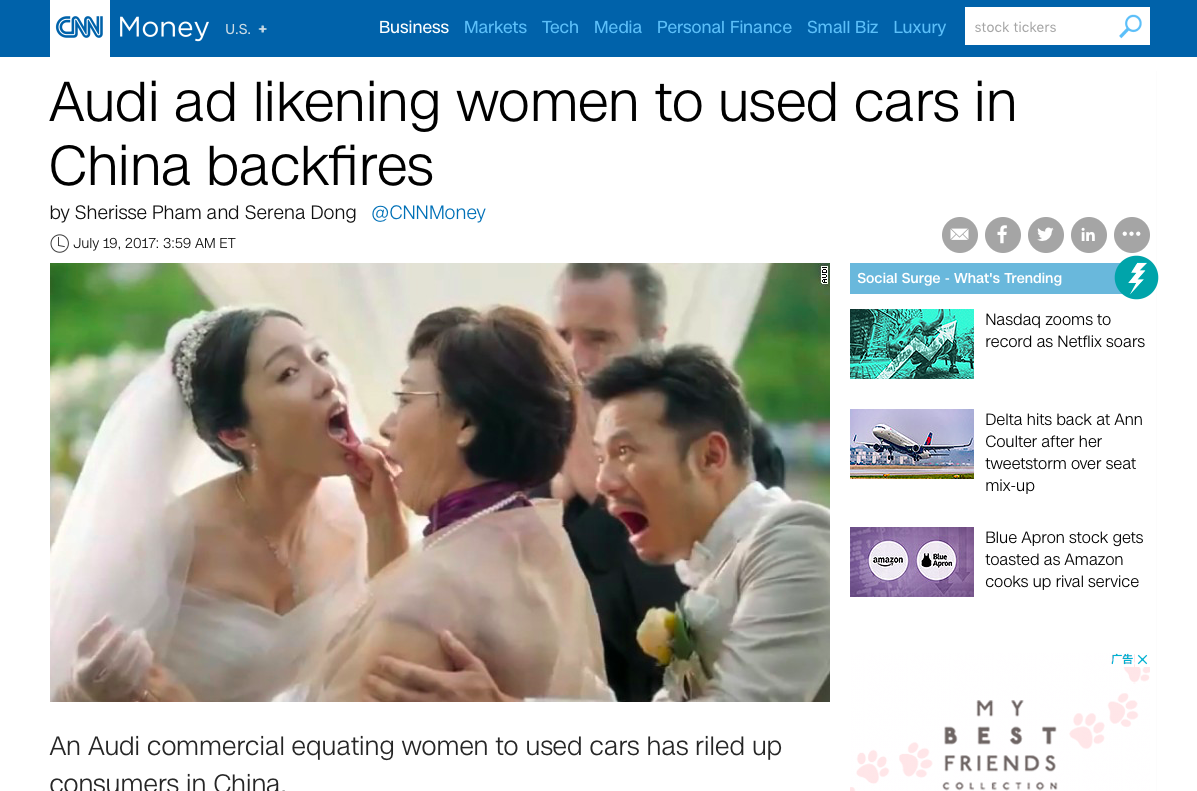 CNN Money U.S. +
Business Markets Tech Media Personal Finance Small Biz Luxury
stock tickers
Audi ad likening women to used cars in
China backfires
by Sherisse Pham and Serena Dong @CNNMoney
July 19, 2017: 3:59 AM ET
AUDI
An Audi commercial equating women to used cars has riled up
consumers in China.
Social Surge - What's Trending
Nasdaq zooms to
record as Netflix soars
Delta hits back at Ann
Coulter after her
tweetstorm over seat
mix-up
amazon
Blue
Apron
Blue Apron stock gets
toasted as Amazon
cooks up rival service
广告
MY
BEST
FRIENDS
COLLECTION